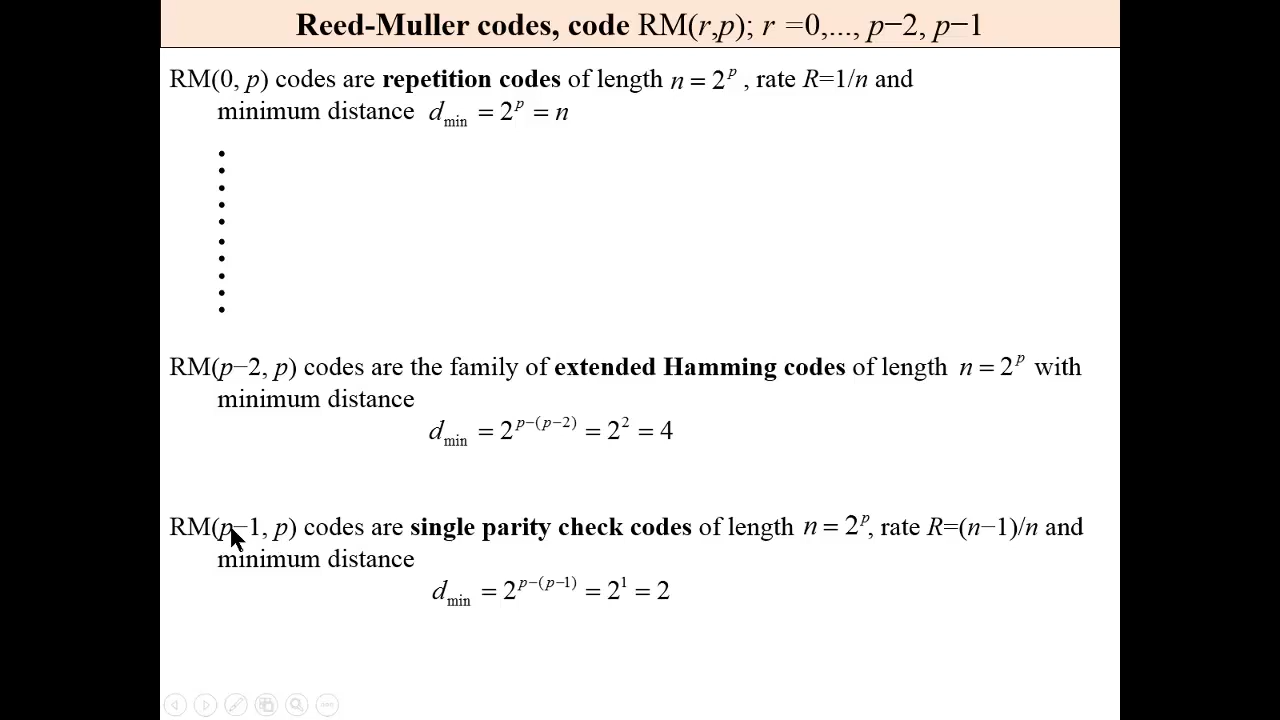 Reed-Muller codes, code RM(r,p); r =0,..., p−2, p−1
RM(0, p) codes are repetition codes of length n = 2^p , rate R=1/n and
minimum distance d_min = 2^p = n
•
•
•
•
•
•
•
•
•
•
RM(p−2, p) codes are the family of extended Hamming codes of length n = 2^p with
minimum distance
d_min = 2^{p−(p−2)} = 2^2 = 4
RM(p−1, p) codes are single parity check codes of length n = 2^p, rate R=(n−1)/n and
minimum distance
d_min = 2^{p−(p−1)} = 2^1 = 2